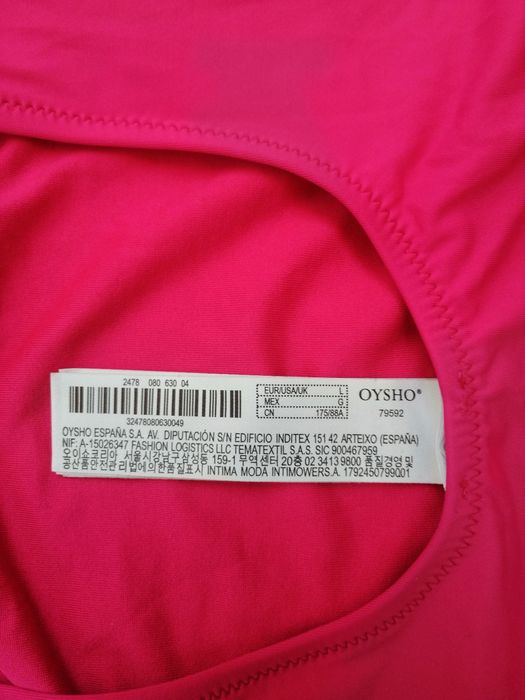 2478 080 630 04
32478080630049
EUR/USA/UK L
MEX G
CN 175/88A
OYSHO®
79592
OYSHO ESPAÑA S.A. AV. DIPUTACIÓN S/N EDIFICIO INDITEX 151 42 ARTEIXO (ESPAÑA)
NIF: A-15026347 FASHION LOGISTICS LLC TEMATEXTIL S.A.S. SIC 900467959
오이쇼코리아 서울시강남구삼성동 159-1 무역센터 20층 02 3413 9800 품질경영 및
공산품안전관리법에의한품질표시 INTIMA MODA INTIMOWERS.A. 1792450799001